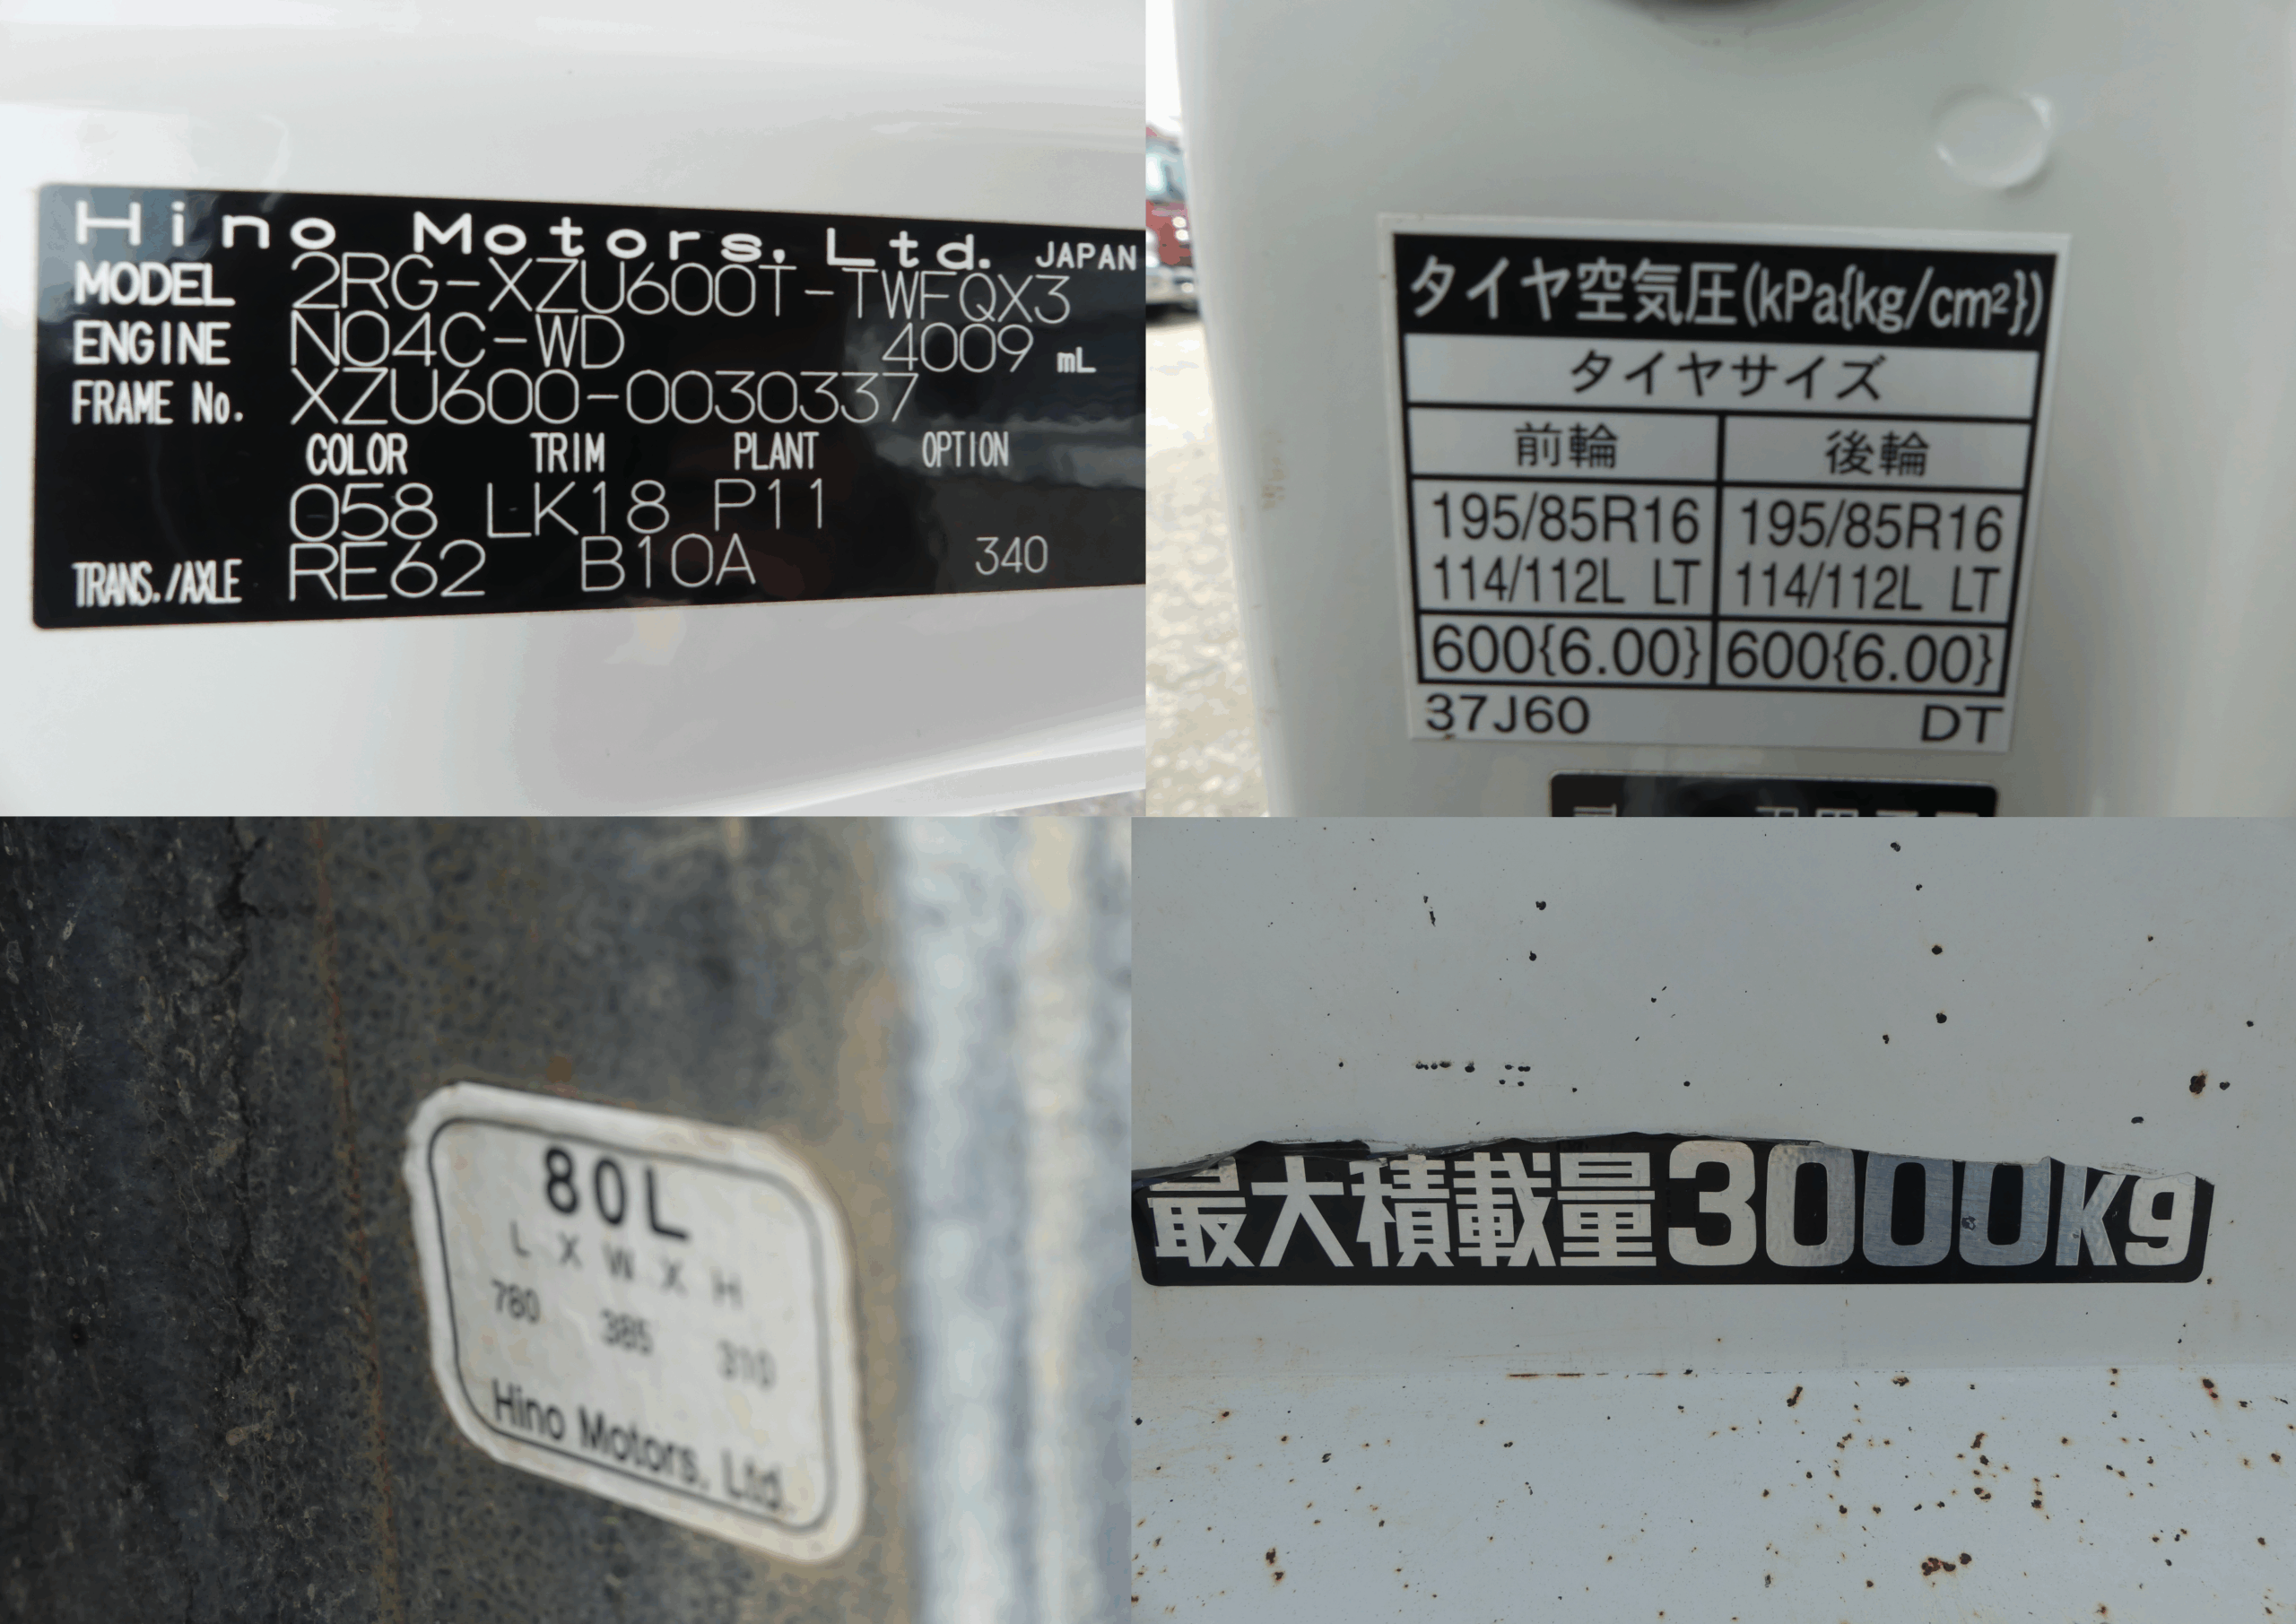 Hino Motors, Ltd. JAPAN
MODEL 2RG-XZU600T-TWFQX3
ENGINE N04C-WD 4009 mL
FRAME No. XZU600-0030337
COLOR TRIM PLANT OPTION
058 LK18 P11
TRANS./AXLE RE62 B10A 340
タイヤ空気圧(kPa{kg/cm²})
タイヤサイズ
前輪 後輪
195/85R16 195/85R16
114/112L LT 114/112L LT
600{6.00} 600{6.00}
37J60 DT
80L
L X W X H
780 385 310
Hino Motors, Ltd.
最大積載量3000kg